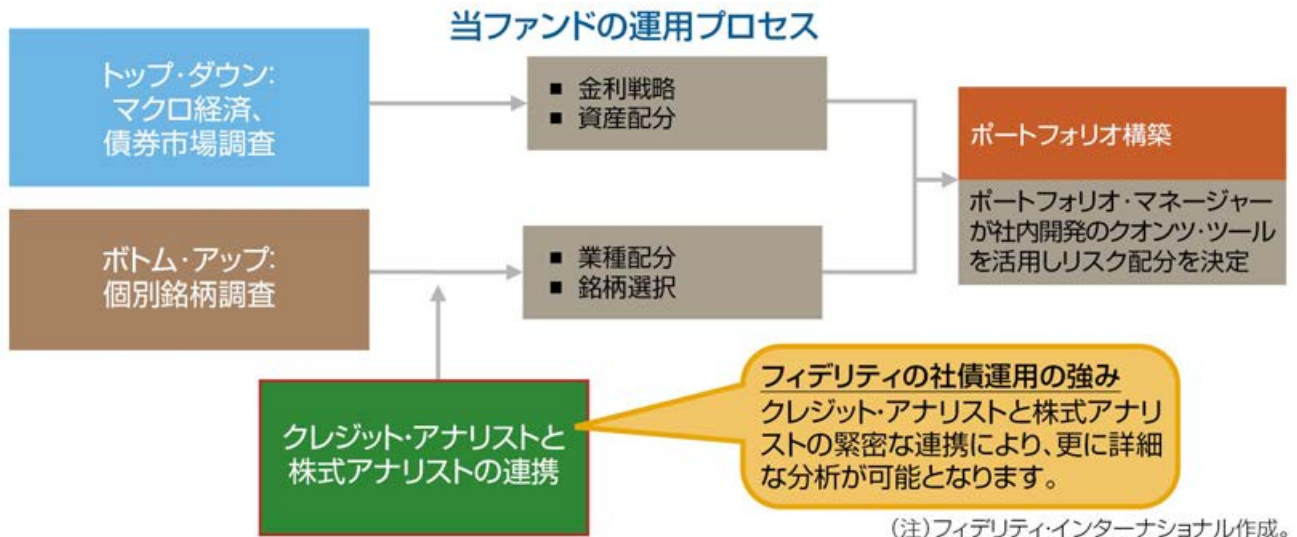 当ファンドの運用プロセス
トップ・ダウン:
マクロ経済、
債券市場調査
■ 金利戦略
■ 資産配分
ボトム・アップ:
個別銘柄調査
■ 業種配分
■ 銘柄選択
ポートフォリオ構築
ポートフォリオ・マネージャー
が社内開発のクオンツ・ツール
を活用しリスク配分を決定
クレジット・アナリストと
株式アナリストの連携
フィデリティの社債運用の強み
クレジット・アナリストと株式アナリ
ストの緊密な連携により、更に詳細
な分析が可能となります。
(注)フィデリティ・インターナショナル作成。